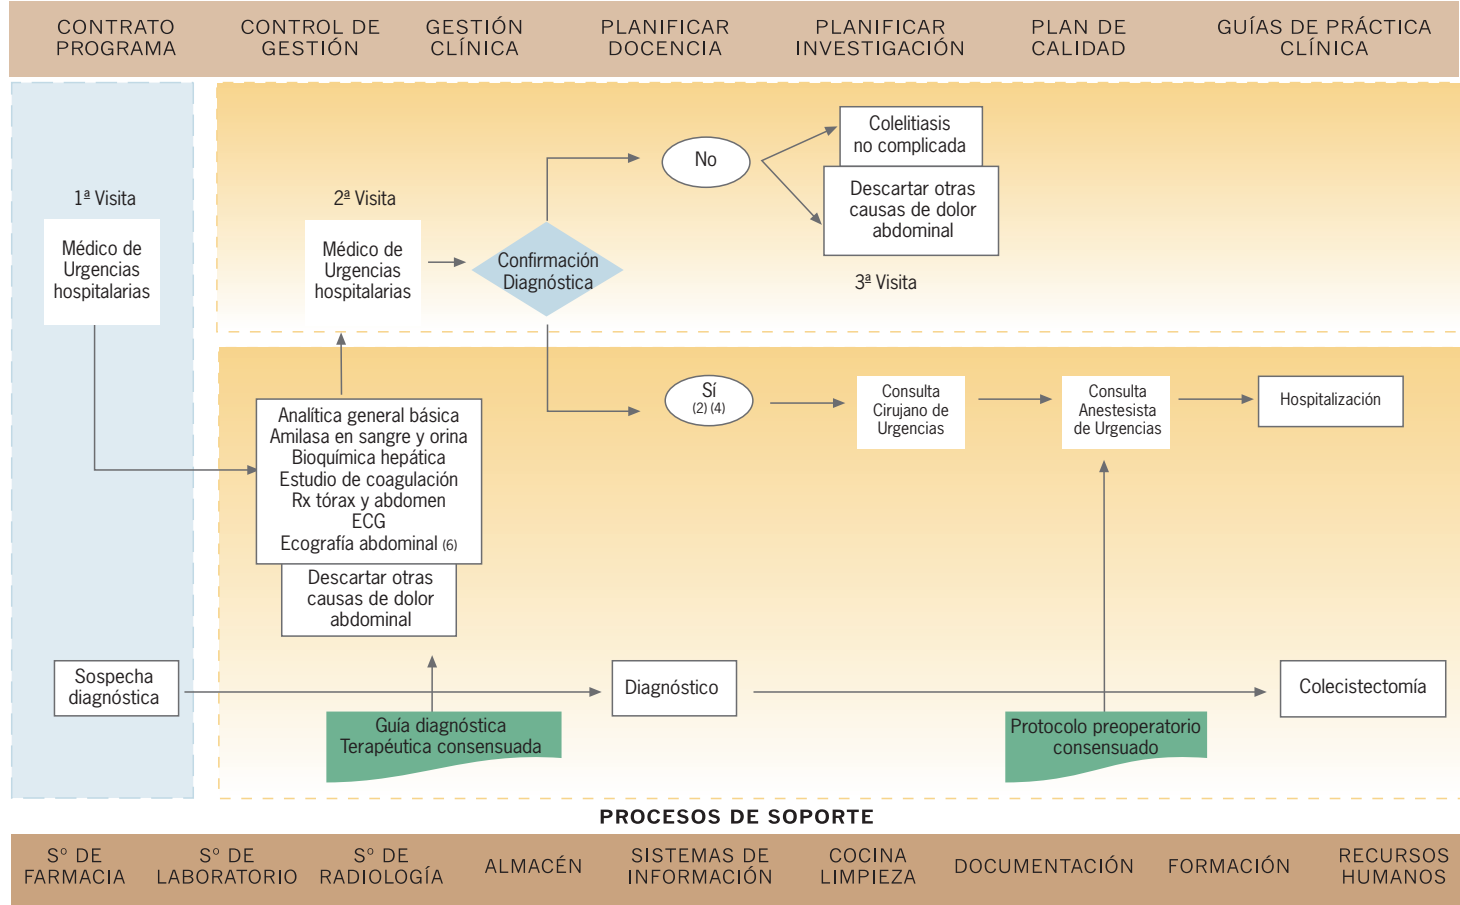 CONTRATO
PROGRAMA
CONTROL DE
GESTIÓN
GESTIÓN
CLÍNICA
PLANIFICAR
DOCENCIA
PLANIFICAR
INVESTIGACIÓN
PLAN DE
CALIDAD
GUÍAS DE PRÁCTICA
CLÍNICA
1ª Visita
Médico de
Urgencias
hospitalarias
2ª Visita
Médico de
Urgencias
hospitalarias
Confirmación
Diagnóstica
No
Colelitiasis
no complicada
Descartar otras
causas de dolor
abdominal
3ª Visita
Sí
(2) (4)
Consulta
Cirujano de
Urgencias
Consulta
Anestesista
de Urgencias
Hospitalización
Analítica general básica
Amilasa en sangre y orina
Bioquímica hepática
Estudio de coagulación
Rx tórax y abdomen
ECG
Ecografía abdominal (6)
Descartar otras
causas de dolor
abdominal
Sospecha
diagnóstica
Diagnóstico
Colecistectomía
Guía diagnóstica
Terapéutica consensuada
Protocolo preoperatorio
consensuado
PROCESOS DE SOPORTE
Sº DE
FARMACIA
Sº DE
LABORATORIO
Sº DE
RADIOLOGÍA
ALMACÉN
SISTEMAS DE
INFORMACIÓN
COCINA
LIMPIEZA
DOCUMENTACIÓN
FORMACIÓN
RECURSOS
HUMANOS